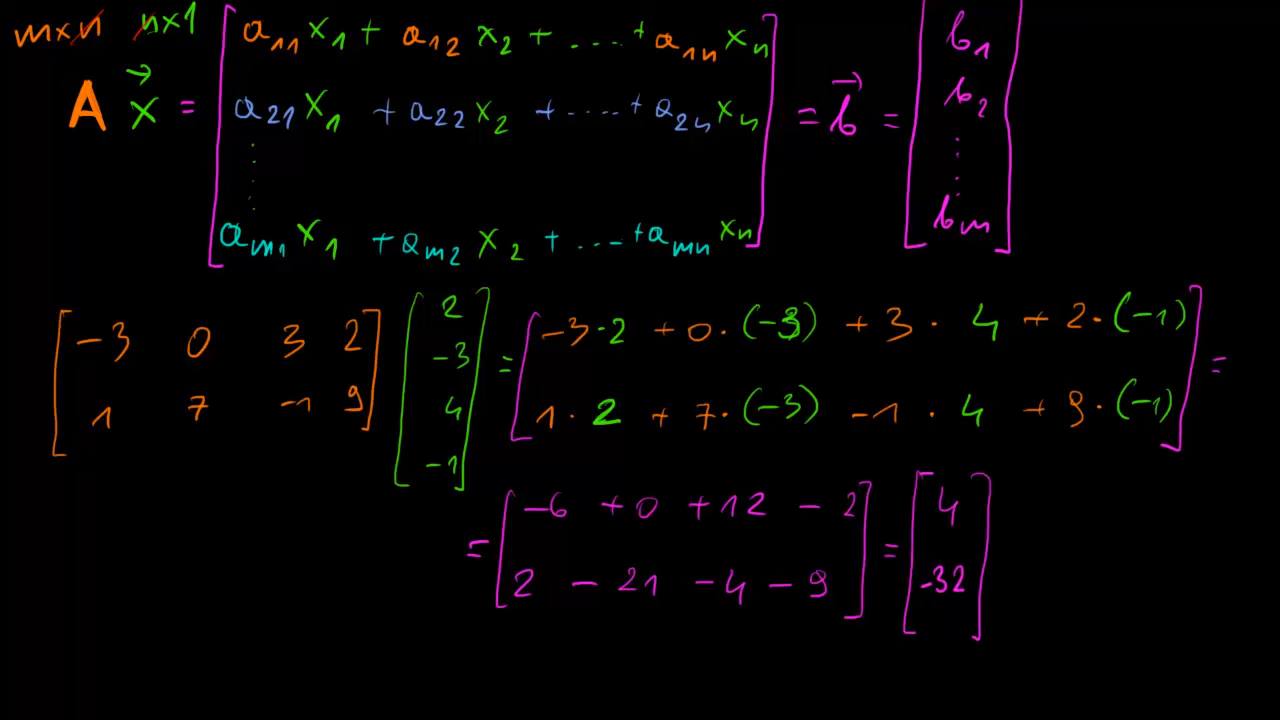 m×n n×1
A x⃗ = [ a₁₁x₁ + a₁₂x₂ + .... + a₁ₙxₙ ] = b⃗ = [ b₁ ]
[ a₂₁x₁ + a₂₂x₂ + .... + a₂ₙxₙ ] [ b₂ ]
⋮ ⋮
[ aₘ₁x₁ + aₘ₂x₂ + .... + aₘₙxₙ ] [ bₘ ]
[ -3 0 3 2 ] [ 2 ] = [ -3·2 + 0·(-3) + 3·4 + 2·(-1) ] =
[ 1 7 -1 9 ] [ -3 ] [ 1·2 + 7·(-3) -1·4 + 9·(-1) ]
[ 4 ]
[ -1 ]
= [ -6 +0 +12 - 2 ] = [ 4 ]
[ 2 - 21 - 4 - 9 ] [ -32 ]